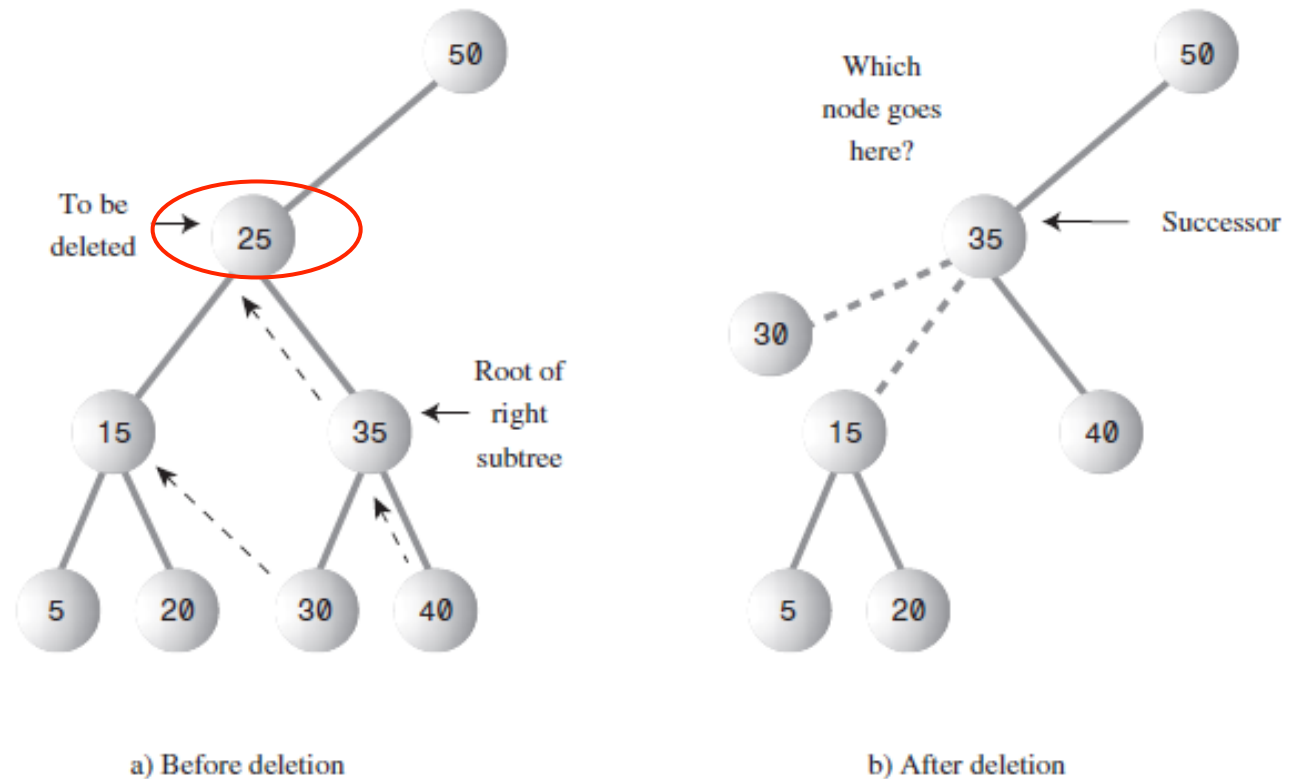 50
To be
deleted
25
15
35
Root of
right
subtree
5
20
30
40
a) Before deletion
Which
node goes
here?
50
35
Successor
30
15
40
5
20
b) After deletion